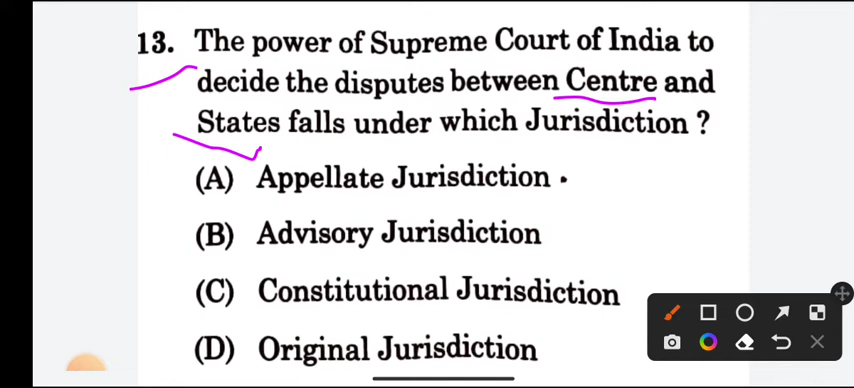 13. The power of Supreme Court of India to
decide the disputes between Centre and
States falls under which Jurisdiction ?
(A) Appellate Jurisdiction .
(B) Advisory Jurisdiction
(C) Constitutional Jurisdiction
(D) Original Jurisdiction